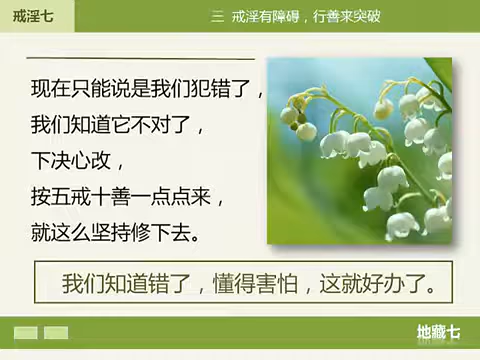 戒淫七
三 戒淫有障碍，行善来突破
现在只能说是我们犯错了，
我们知道它不对了，
下决心改，
按五戒十善一点点来，
就这么坚持修下去。
我们知道错了，懂得害怕，这就好办了。
地藏七